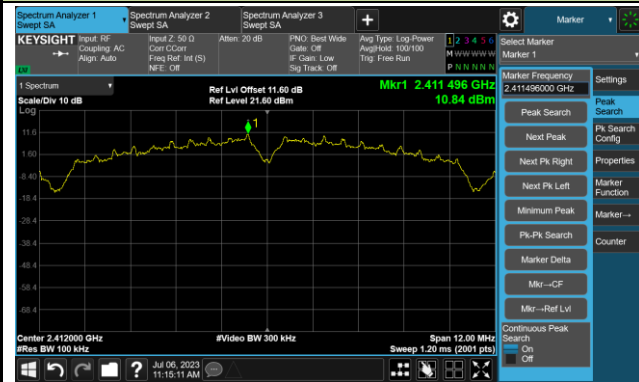 Spectrum Analyzer 1
Swept SA
Spectrum Analyzer 2
Swept SA
Spectrum Analyzer 3
Swept SA
+
Marker
KEYSIGHT
Input: RF
Coupling: AC
Align: Auto
Input Z: 50 Ω
Corr CCorr
Freq Ref: Int (S)
NFE: Off
Atten: 20 dB
PNO: Best Wide
Gate: Off
IF Gain: Low
Sig Track: Off
Avg Type: Log-Power
Avg|Hold: 100/100
Trig: Free Run
1 2 3 4 5 6
M W W W W W
P N N N N N
Select Marker
Marker 1
LXI
1 Spectrum
Scale/Div 10 dB
Log
Ref Lvl Offset 11.60 dB
Ref Level 21.60 dBm
Mkr1 2.411 496 GHz
10.84 dBm
1
11.6
1.60
-8.40
-18.4
-28.4
-38.4
-48.4
-58.4
-68.4
Center 2.412000 GHz
#Res BW 100 kHz
#Video BW 300 kHz
Span 12.00 MHz
Sweep 1.20 ms (2001 pts)
Marker Frequency
2.411496000 GHz
Peak Search
Next Peak
Next Pk Right
Next Pk Left
Minimum Peak
Pk-Pk Search
Marker Delta
Mkr→CF
Mkr→Ref Lvl
Continuous Peak
Search
On
Off
Settings
Peak
Search
Pk Search
Config
Properties
Marker
Function
Marker→
Counter
?
Jul 06, 2023
11:15:11 AM